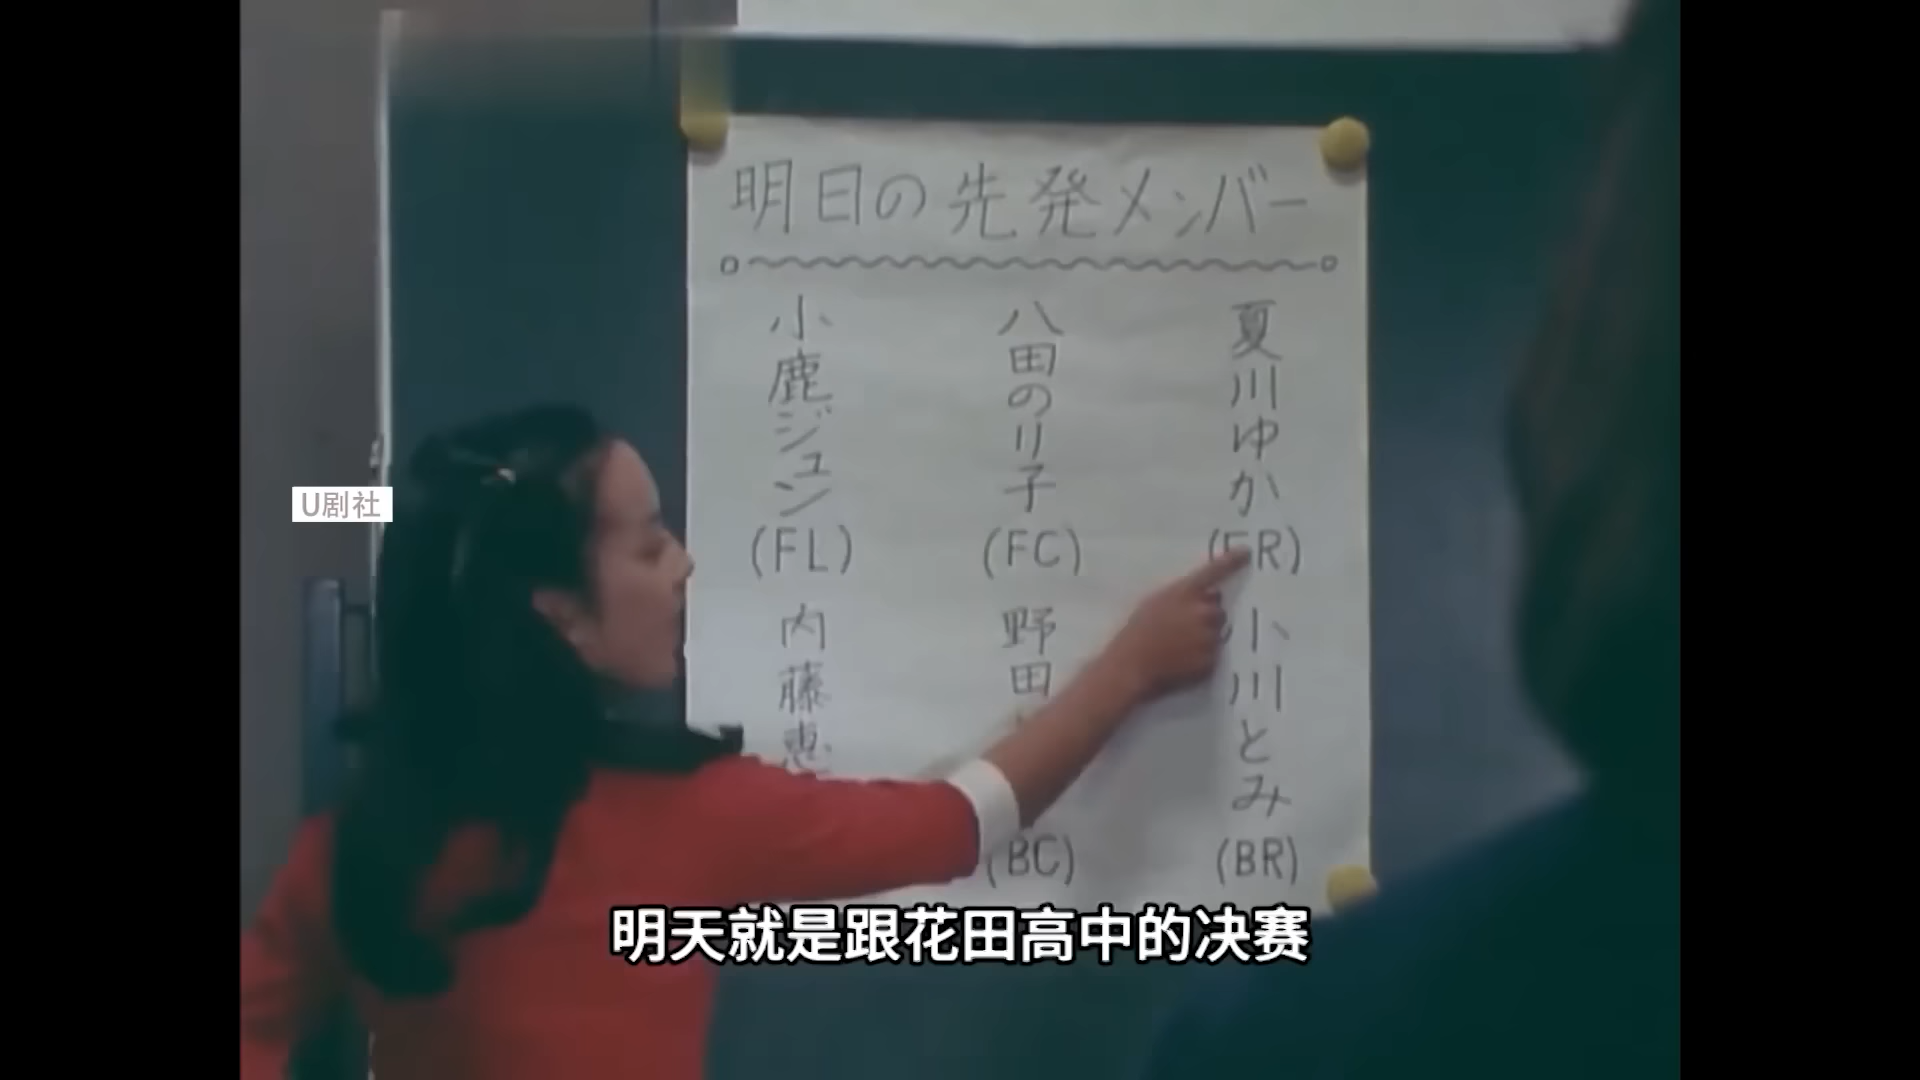 明日の先発メンバー
小鹿ジュン
(FL)
八田のり子
(FC)
夏川ゆか
(FR)
内藤恵
野田
(BC)
小川とみ
(BR)
U剧社
明天就是跟花田高中的决赛